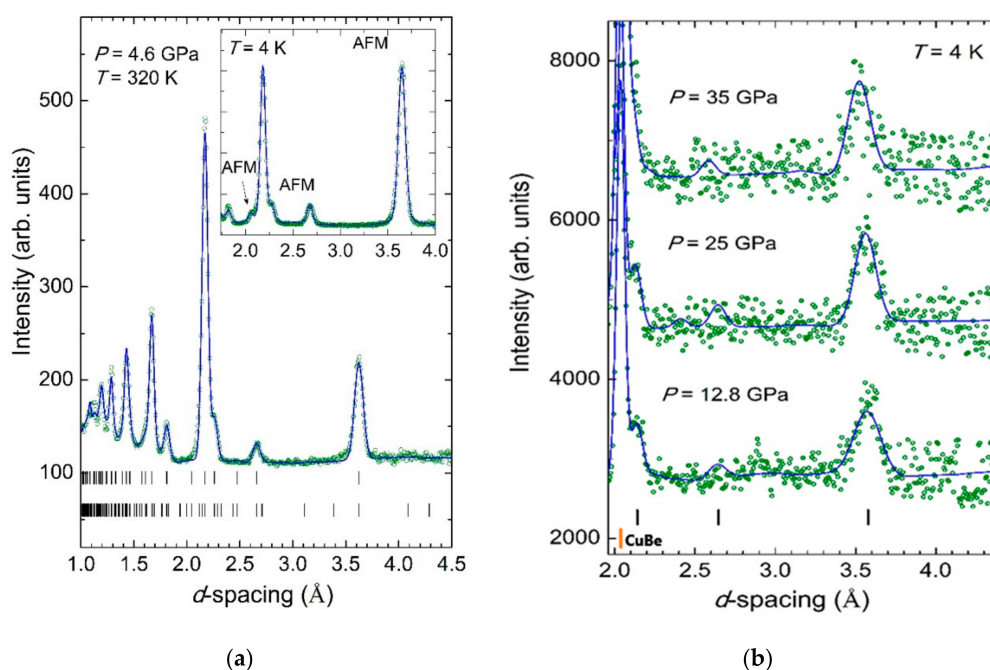 (a)
P = 4.6 GPa
T = 320 K
AFM
T = 4 K
AFM
AFM
2.0 2.5 3.0 3.5 4.0
Intensity (arb. units)
500
400
300
200
100
1.0 1.5 2.0 2.5 3.0 3.5 4.0 4.5
d-spacing (Å)
(a)
(b)
T = 4 K
P = 35 GPa
P = 25 GPa
P = 12.8 GPa
Intensity (arb. units)
8000
6000
4000
2000
CuBe
2.0 2.5 3.0 3.5 4.0
d-spacing (Å)
(b)